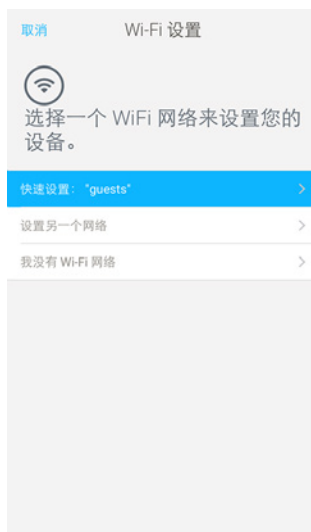 取消 Wi-Fi 设置
选择一个 WiFi 网络来设置您的
设备。
快速设置： "guests"
设置另一个网络
我没有 Wi-Fi 网络